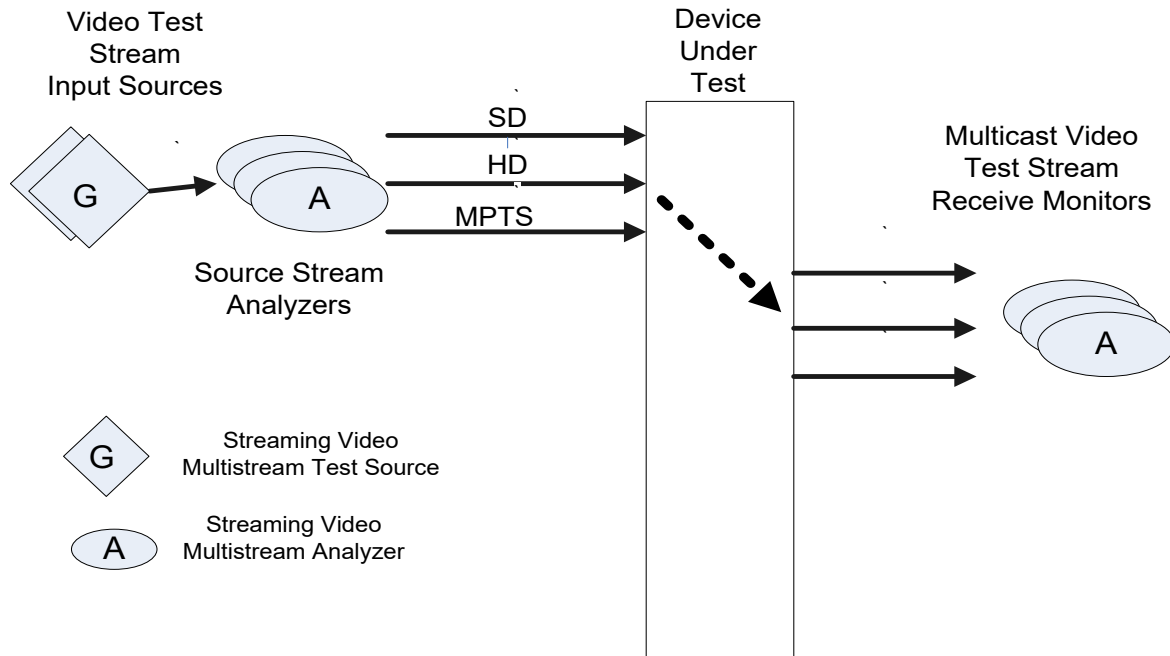 Video Test
Stream
Input Sources
Device
Under
Test
G
A
SD
HD
MPTS
Source Stream
Analyzers
Multicast Video
Test Stream
Receive Monitors
A
G
Streaming Video
Multistream Test Source
A
Streaming Video
Multistream Analyzer